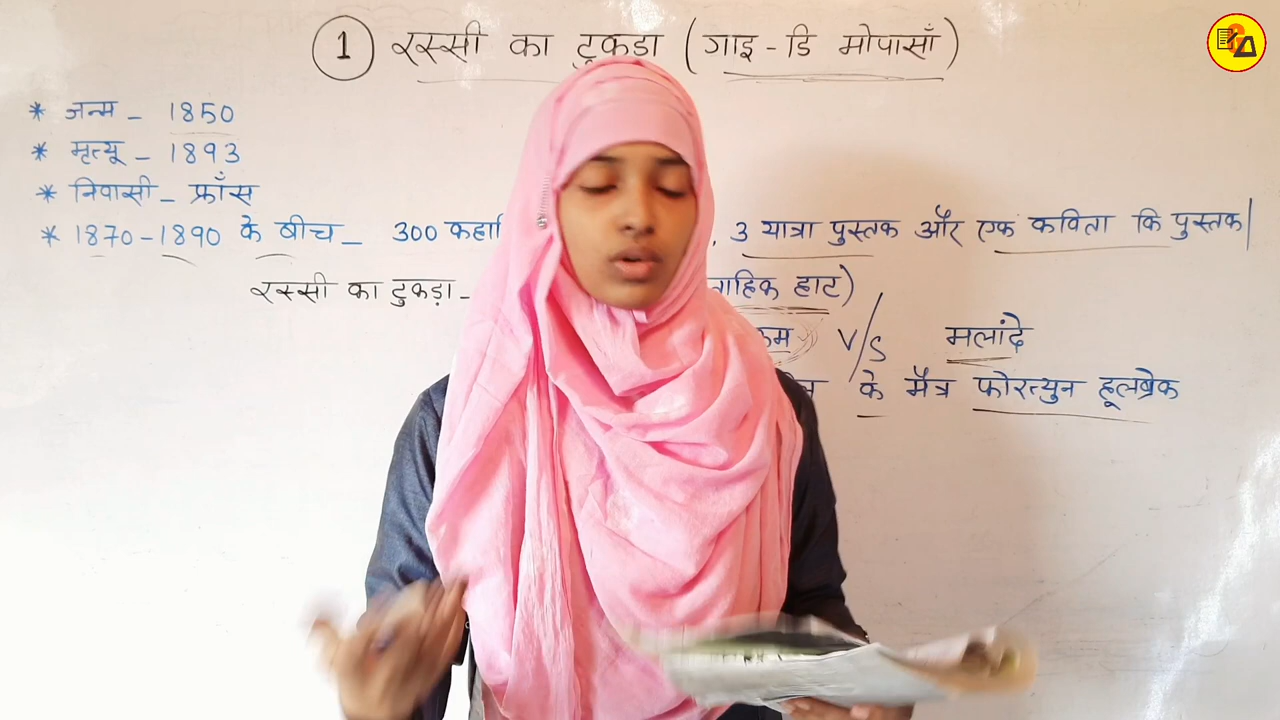 1 रस्सी का टुकडा (गाइ - डि मोपासाँ)
* जन्म - 1850
* मृत्यू - 1893
* निवासी - फ्राँस
* 1870-1890 के बीच - 300 कहा , 3 यात्रा पुस्तक और एक कविता कि पुस्तक|
रस्सी का टुकड़ा - ताहिक हाट)
V/S मलांदे
के मैत्र फोरत्युन हूलब्रेक